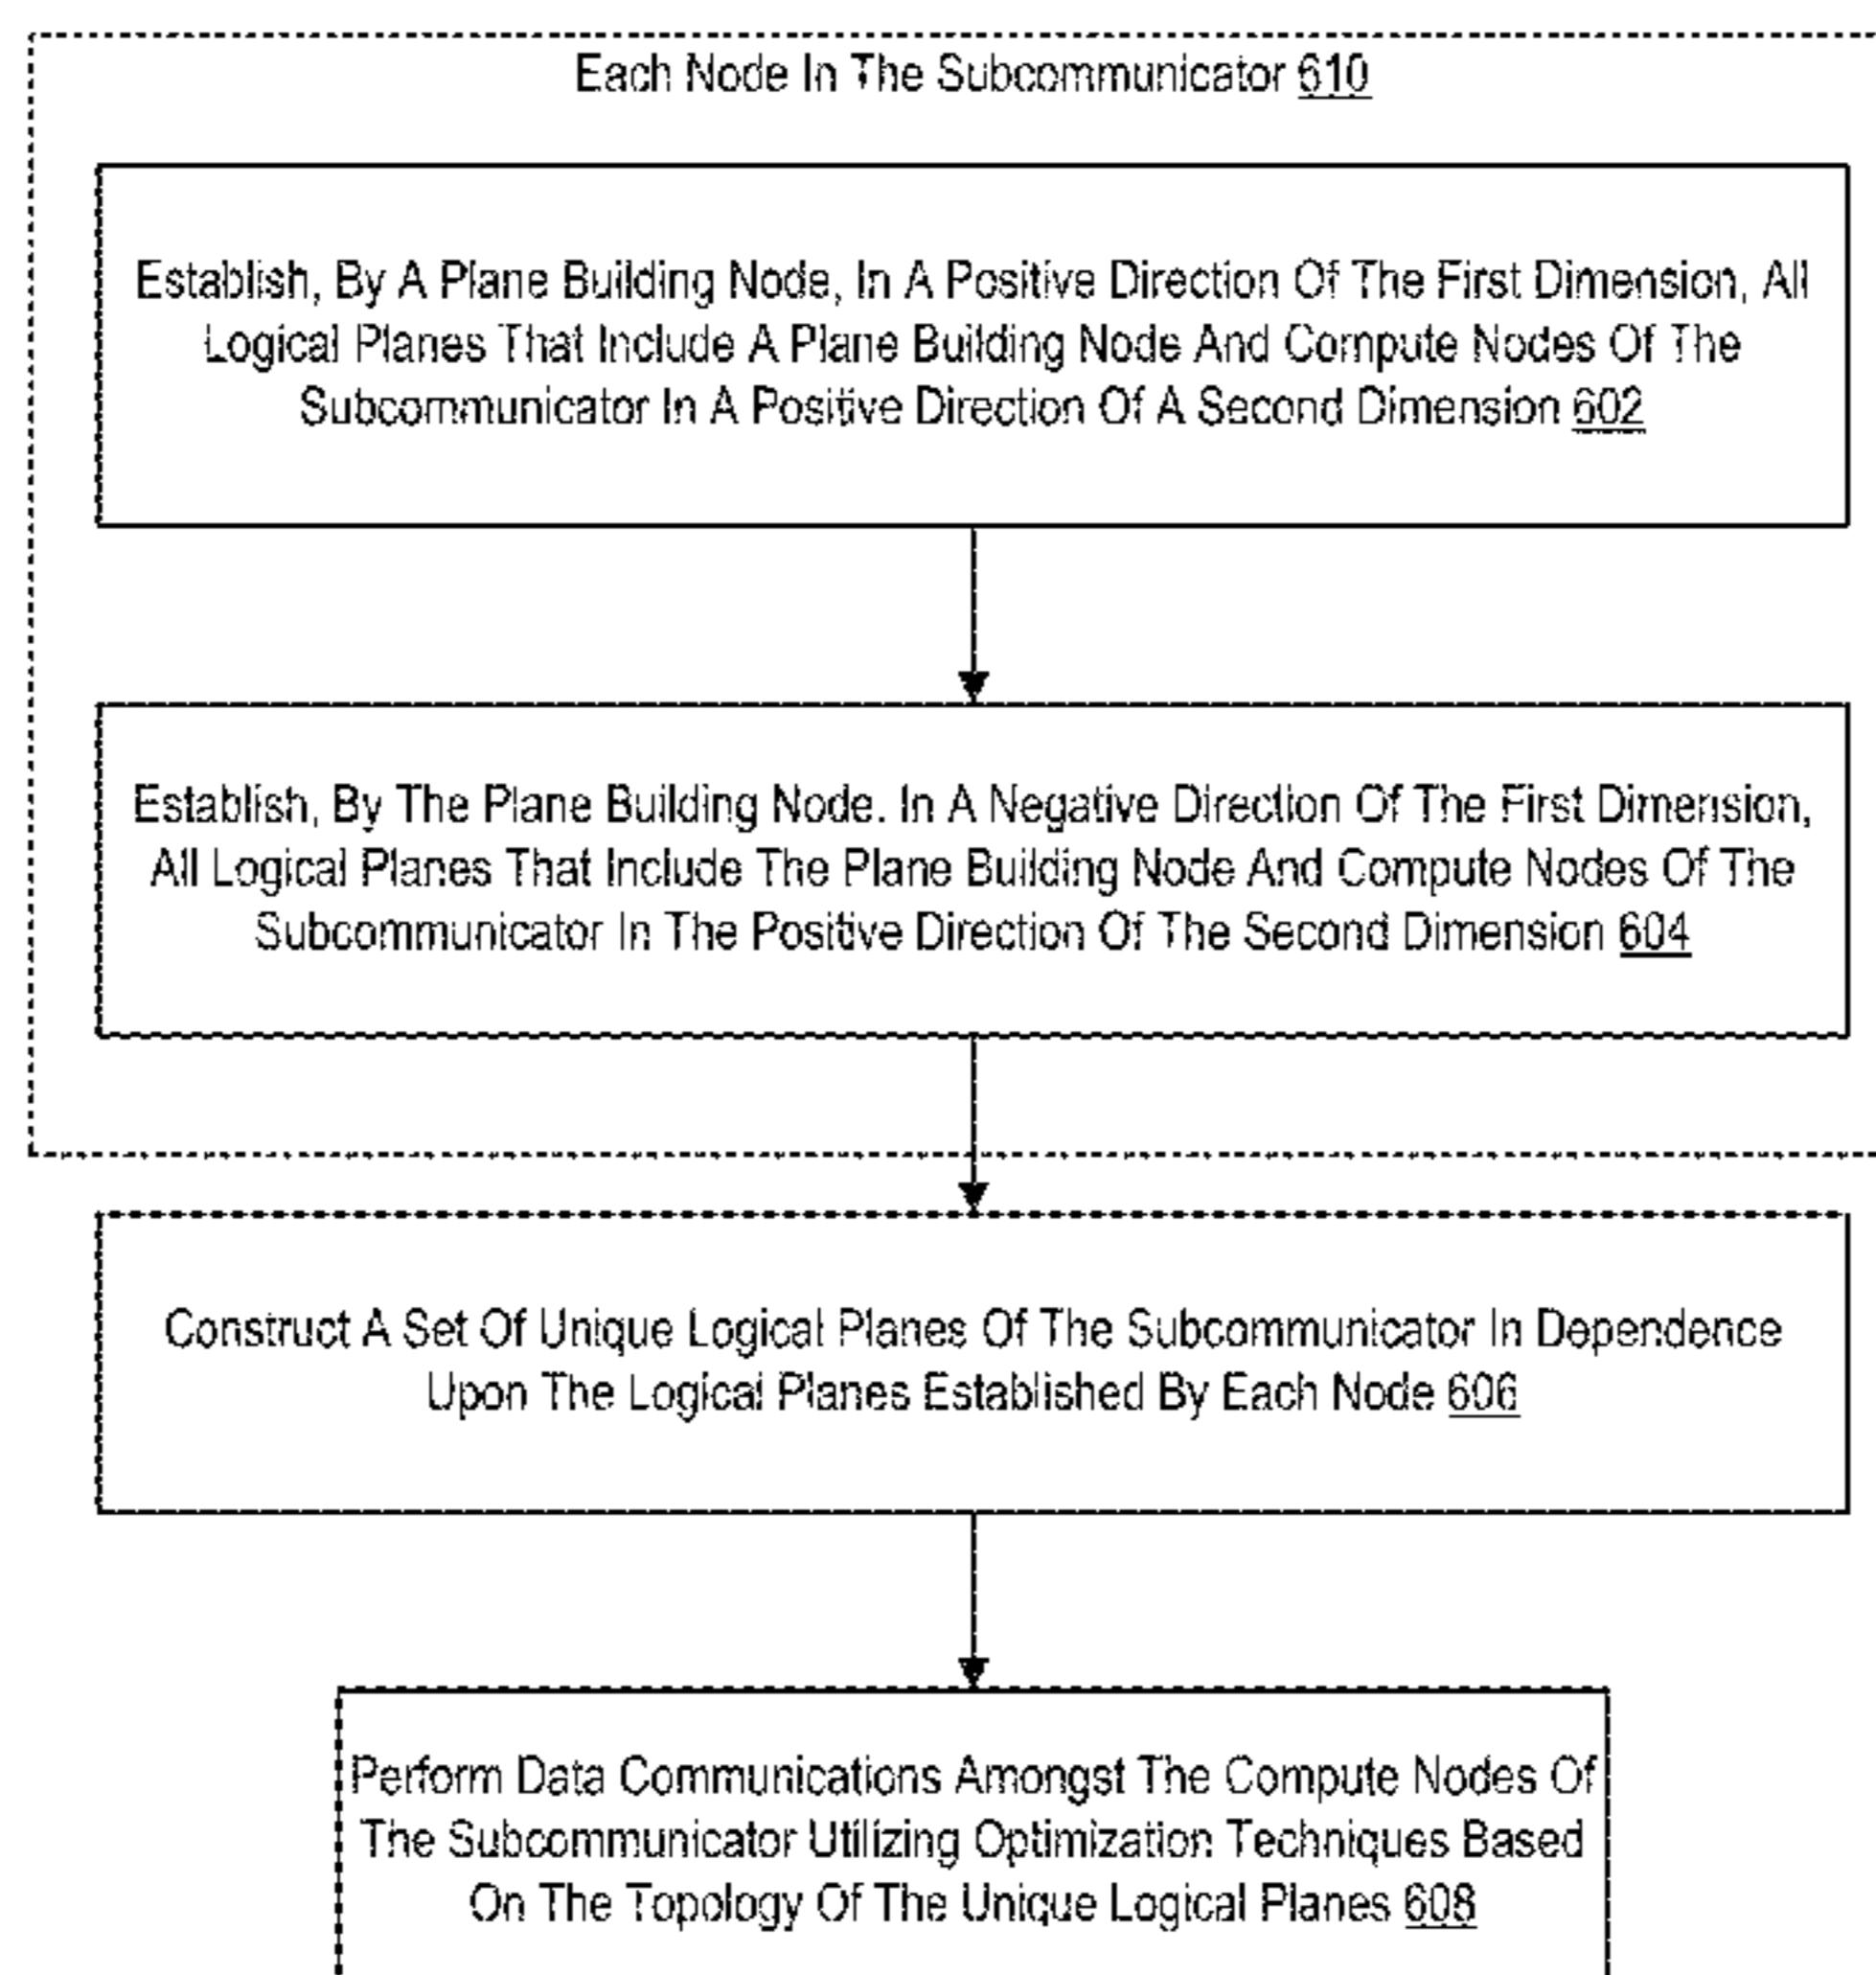 Each Node In The Subcommunicator 610
Establish, By A Plane Building Node, In A Positive Direction Of The First Dimension, All
Logical Planes That Include A Plane Building Node And Compute Nodes Of The
Subcommunicator In A Positive Direction Of A Second Dimension 602
Establish, By The Plane Building Node. In A Negative Direction Of The First Dimension,
All Logical Planes That Include The Plane Building Node And Compute Nodes Of The
Subcommunicator In The Positive Direction Of The Second Dimension 604
Construct A Set Of Unique Logical Planes Of The Subcommunicator In Dependence
Upon The Logical Planes Established By Each Node 606
Perform Data Communications Amongst The Compute Nodes Of
The Subcommunicator Utilizing Optimization Techniques Based
On The Topology Of The Unique Logical Planes 608